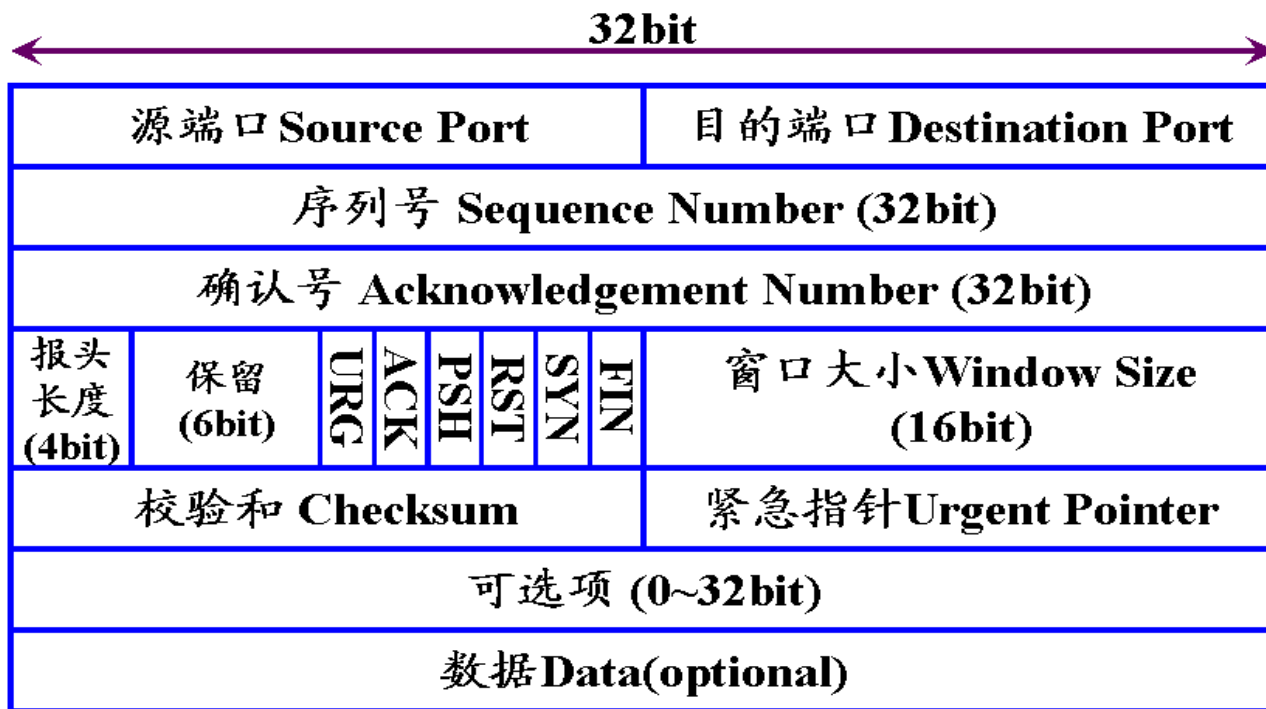 32bit
源端口Source Port
目的端口Destination Port
序列号 Sequence Number (32bit)
确认号 Acknowledgement Number (32bit)
报头
长度
(4bit)
保留
(6bit)
URG
ACK
PSH
RST
SYN
FIN
窗口大小Window Size
(16bit)
校验和 Checksum
紧急指针Urgent Pointer
可选项 (0~32bit)
数据Data(optional)